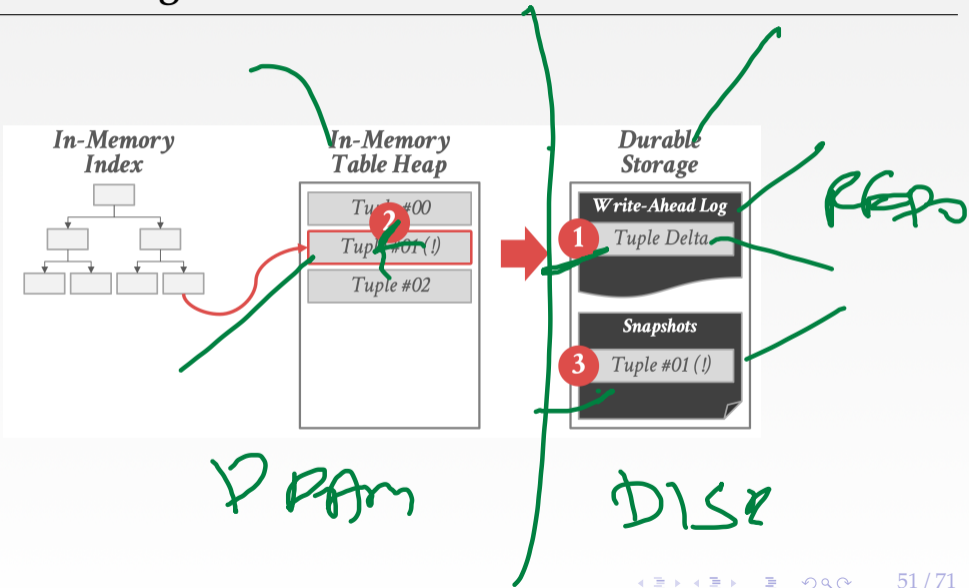 In-Memory
Index
In-Memory
Table Heap
Tuple #00
2
Tuple #01 (!)
Tuple #02
Durable
Storage
Write-Ahead Log
1 Tuple Delta
Snapshots
3 Tuple #01 (!)
DRAM
DISK
51 / 71